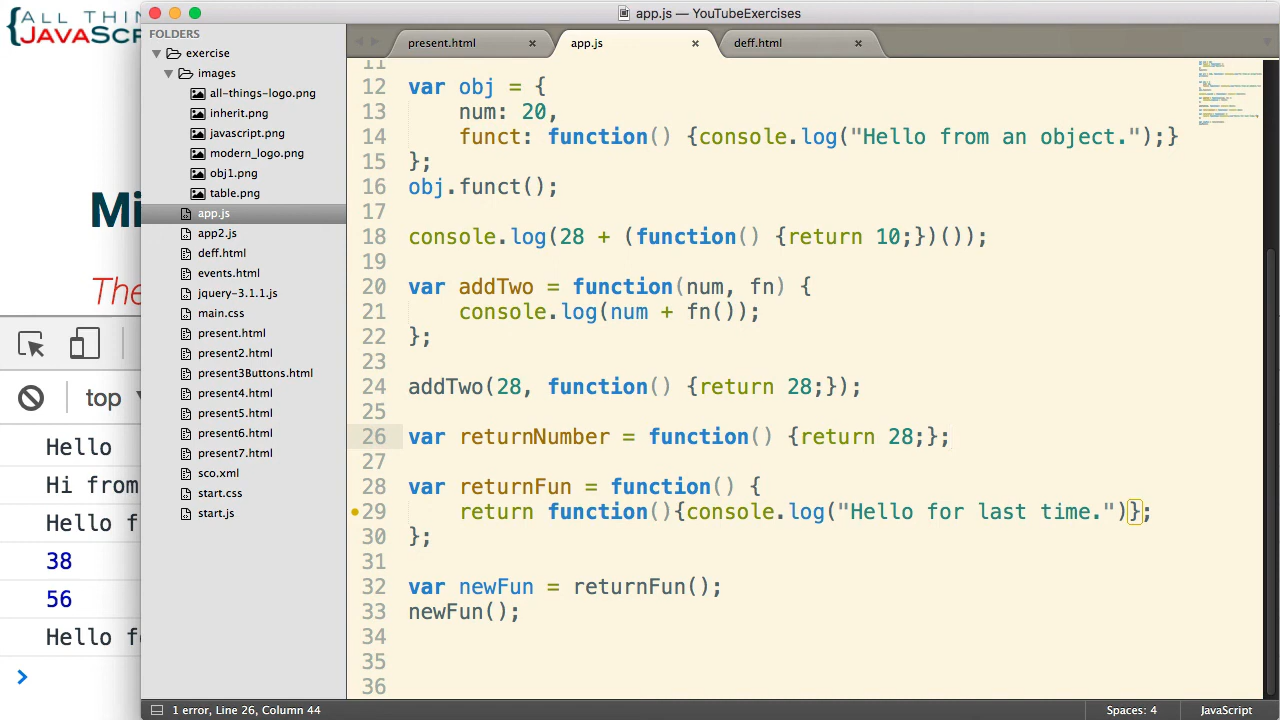 ALL THIN
JAVASCR
Mi
The
top
Hello
Hi from
Hello f
38
56
Hello fo
>
app.js — YouTubeExercises
FOLDERS
exercise
images
all-things-logo.png
inherit.png
javascript.png
modern_logo.png
obj1.png
table.png
app.js
app2.js
deff.html
events.html
jquery-3.1.1.js
main.css
present.html
present2.html
present3Buttons.html
present4.html
present5.html
present6.html
present7.html
sco.xml
start.css
start.js
present.html × app.js × deff.html ×
11
12 var obj = {
13 num: 20,
14 funct: function() {console.log("Hello from an object.");}
15 };
16 obj.funct();
17
18 console.log(28 + (function() {return 10;})());
19
20 var addTwo = function(num, fn) {
21 console.log(num + fn());
22 };
23
24 addTwo(28, function() {return 28;});
25
26 var returnNumber = function() {return 28;};
27
28 var returnFun = function() {
29 return function(){console.log("Hello for last time.")};
30 };
31
32 var newFun = returnFun();
33 newFun();
34
35
36
1 error, Line 26, Column 44 Spaces: 4 JavaScript